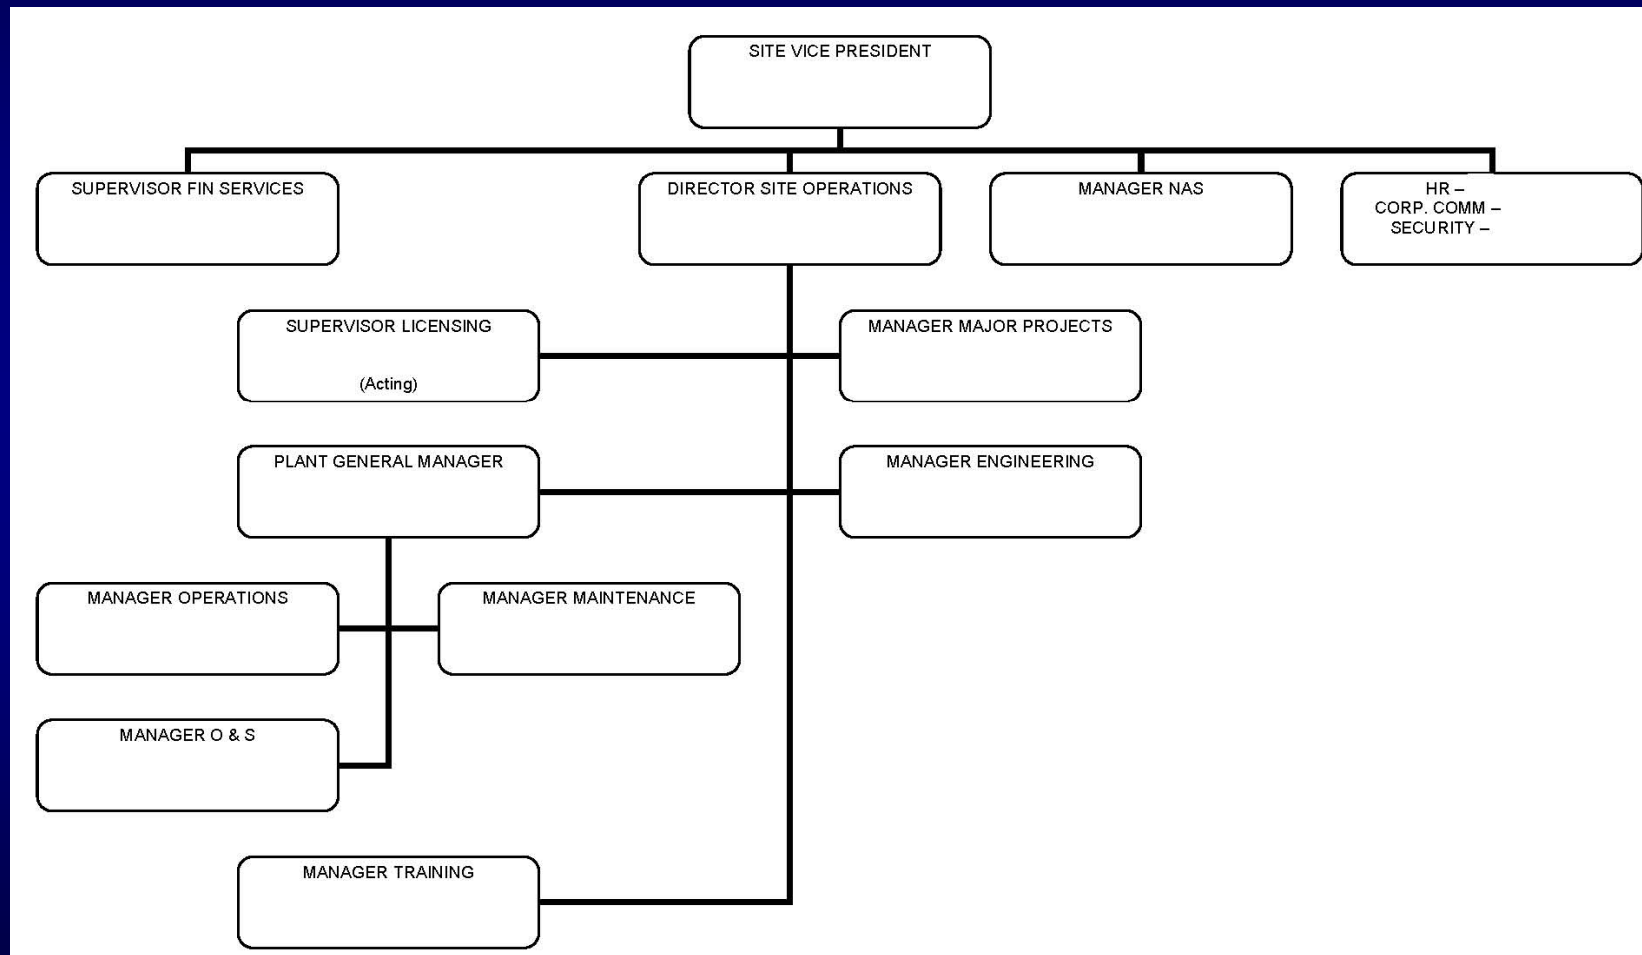 SITE VICE PRESIDENT
SUPERVISOR FIN SERVICES
DIRECTOR SITE OPERATIONS
MANAGER NAS
HR –
CORP. COMM –
SECURITY –
SUPERVISOR LICENSING
(Acting)
MANAGER MAJOR PROJECTS
PLANT GENERAL MANAGER
MANAGER ENGINEERING
MANAGER OPERATIONS
MANAGER MAINTENANCE
MANAGER O & S
MANAGER TRAINING